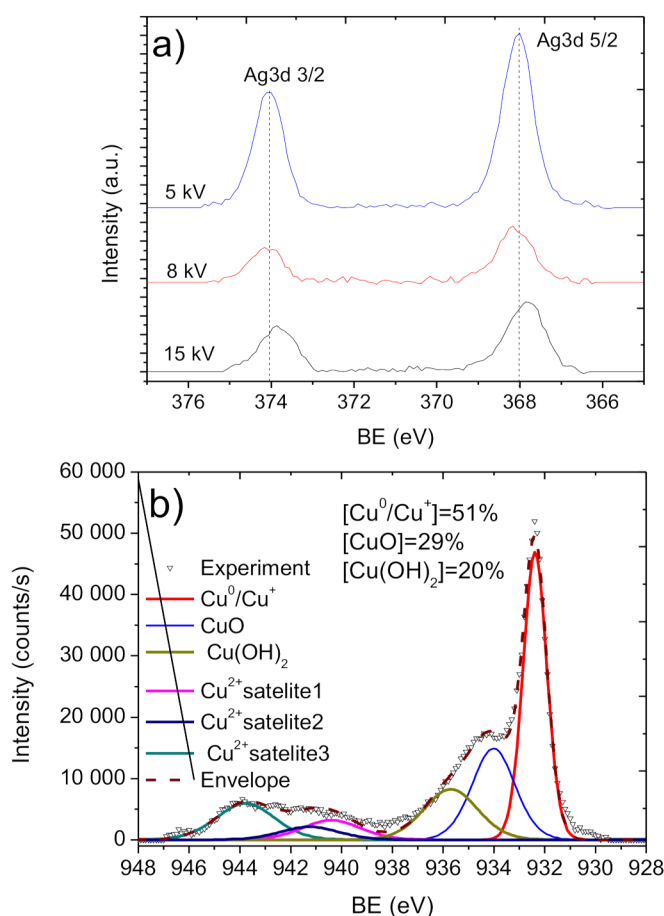 a)
Ag3d 5/2
Ag3d 3/2
5 kV
8 kV
15 kV
Intensity (a.u.)
376 374 372 370 368 366
BE (eV)
b)
[Cu⁰/Cu⁺]=51%
[CuO]=29%
[Cu(OH)₂]=20%
Experiment
Cu⁰/Cu⁺
CuO
Cu(OH)₂
Cu²⁺satelite1
Cu²⁺satelite2
Cu²⁺satelite3
Envelope
Intensity (counts/s)
60 000
50 000
40 000
30 000
20 000
10 000
0
948 946 944 942 940 938 936 934 932 930 928
BE (eV)